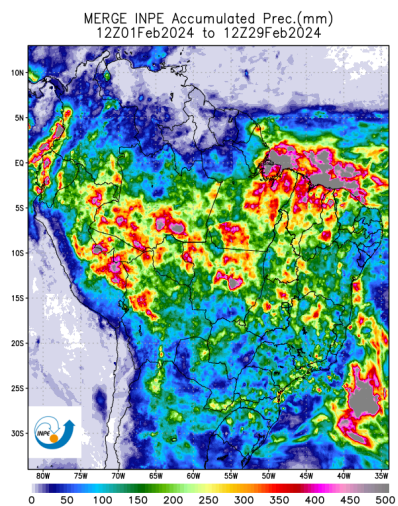 MERGE INPE Accumulated Prec.(mm)
12Z01Feb2024 to 12Z29Feb2024
10N
5N
EQ
5S
10S
15S
20S
25S
30S
INPE
80W 75W 70W 65W 60W 55W 50W 45W 40W 35W
0 50 100 150 200 250 300 350 400 450 500